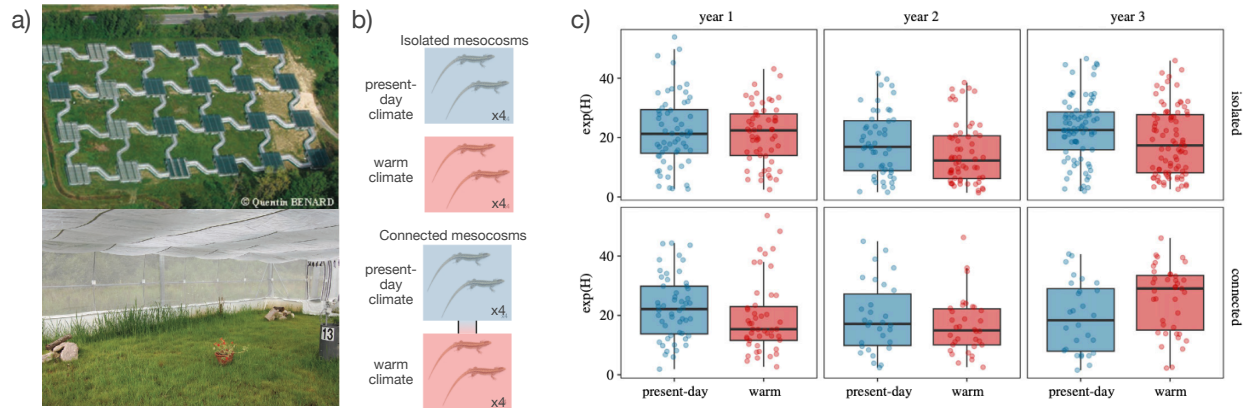 a)
© Quentin BENARD
13
b)
Isolated mesocosms
present-
day
climate
x4
warm
climate
x4
Connected mesocosms
present-
day
climate
x4
warm
climate
x4
c)
year 1
year 2
year 3
exp(H)
40
20
0
isolated
exp(H)
40
20
0
connected
present-day
warm
present-day
warm
present-day
warm